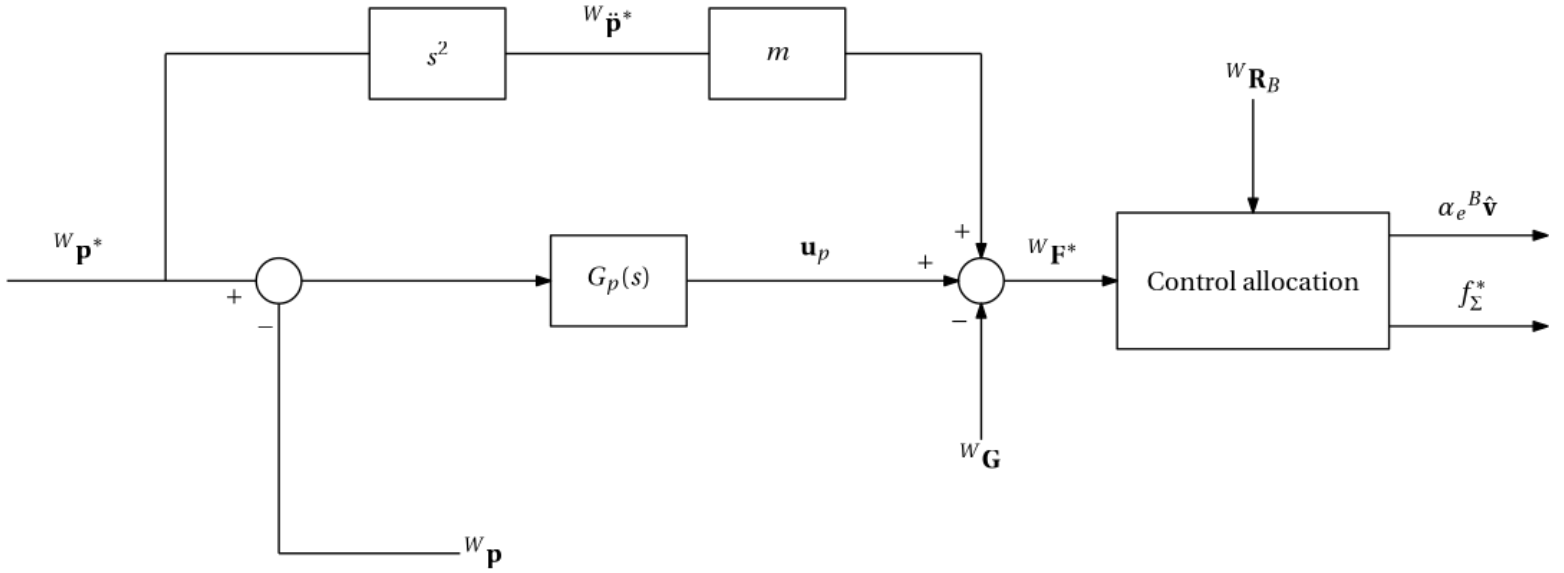 s²
ᵂp̈*
m
ᵂR_B
α_e ᴮv̂
ᵂp*
+
−
G_p(s)
u_p
+
+
−
ᵂF*
Control allocation
f*_Σ
ᵂG
ᵂp